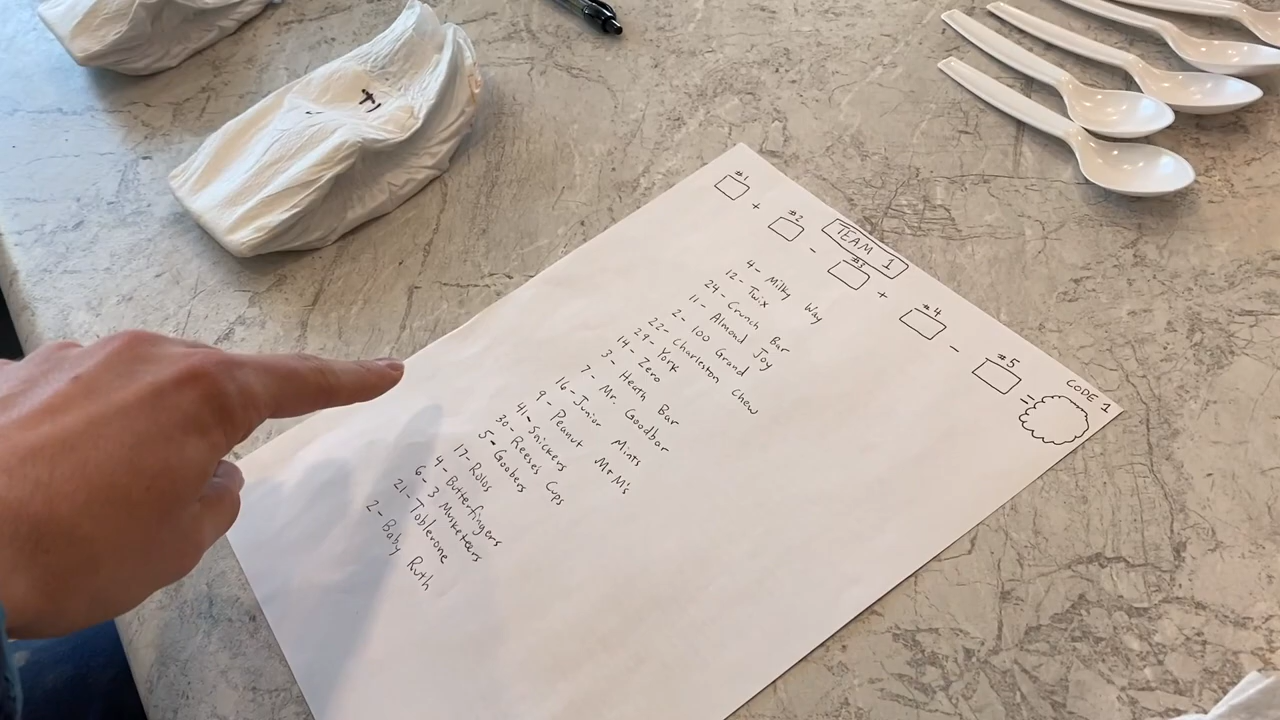 #1 + #2 - #3 + #4 - #5 =
TEAM 1
CODE 1
4- Milky Way
12- Twix
24- Crunch Bar
11- Almond Joy
2- 100 Grand
22- Charleston Chew
29- York
14- Zero
3- Heath Bar
7- Mr. Goodbar
16- Junior Mints
9- Peanut M&M's
41- Snickers
30- Reeses Cups
5- Goobers
17- Rolos
4- Butterfingers
6- 3 Musketeers
21- Toblerone
2- Baby Ruth